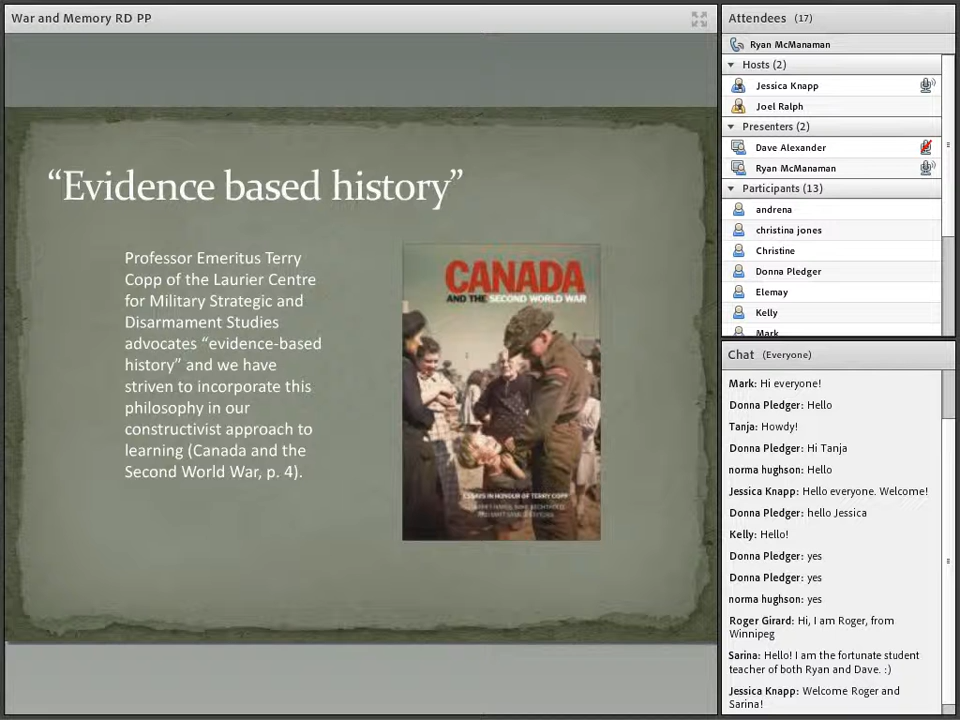 War and Memory RD PP
“Evidence based history”
Professor Emeritus Terry
Copp of the Laurier Centre
for Military Strategic and
Disarmament Studies
advocates “evidence-based
history” and we have
striven to incorporate this
philosophy in our
constructivist approach to
learning (Canada and the
Second World War, p. 4).
CANADA
AND THE SECOND WORLD WAR
ESSAYS IN HONOUR OF TERRY COPP
Attendees (17)
Ryan McManaman
Hosts (2)
Jessica Knapp
Joel Ralph
Presenters (2)
Dave Alexander
Ryan McManaman
Participants (13)
andrena
christina jones
Christine
Donna Pledger
Elemay
Kelly
Mark
Chat (Everyone)
Mark: Hi everyone!
Donna Pledger: Hello
Tanja: Howdy!
Donna Pledger: Hi Tanja
norma hughson: Hello
Jessica Knapp: Hello everyone. Welcome!
Donna Pledger: hello Jessica
Kelly: Hello!
Donna Pledger: yes
Donna Pledger: yes
norma hughson: yes
Roger Girard: Hi, I am Roger, from
Winnipeg
Sarina: Hello! I am the fortunate student
teacher of both Ryan and Dave. :)
Jessica Knapp: Welcome Roger and
Sarina!